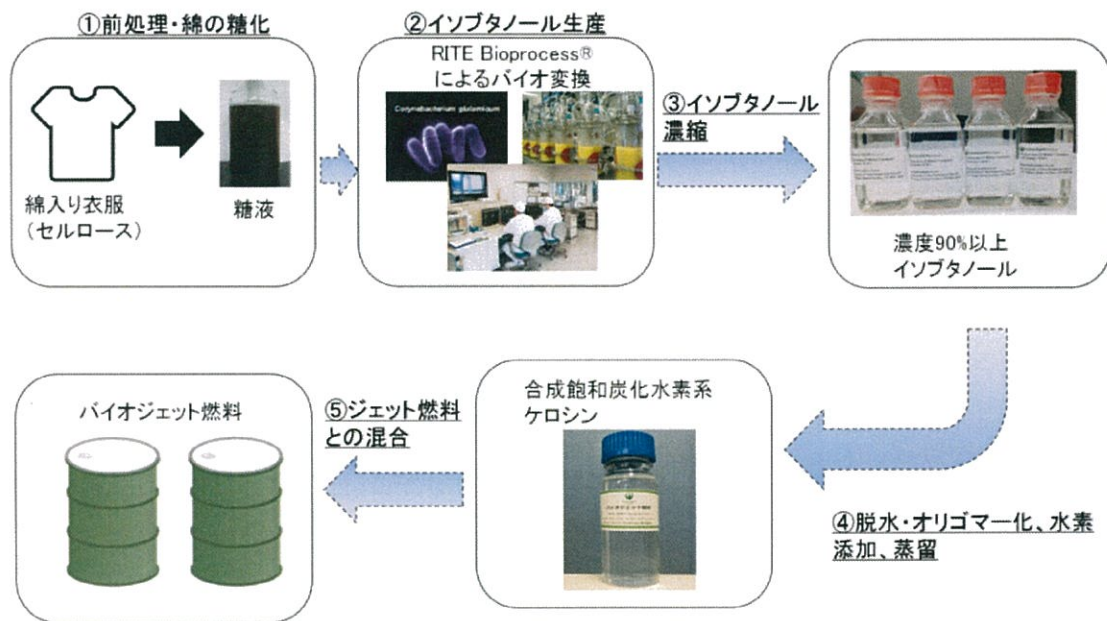 ①前処理・綿の糖化
綿入り衣服
(セルロース)
糖液
②イソブタノール生産
RITE Bioprocess®
によるバイオ変換
Corynebacterium glutamicum
③イソブタノール
濃縮
濃度90%以上
イソブタノール
④脱水・オリゴマー化、水素
添加、蒸留
合成飽和炭化水素系
ケロシン
⑤ジェット燃料
との混合
バイオジェット燃料